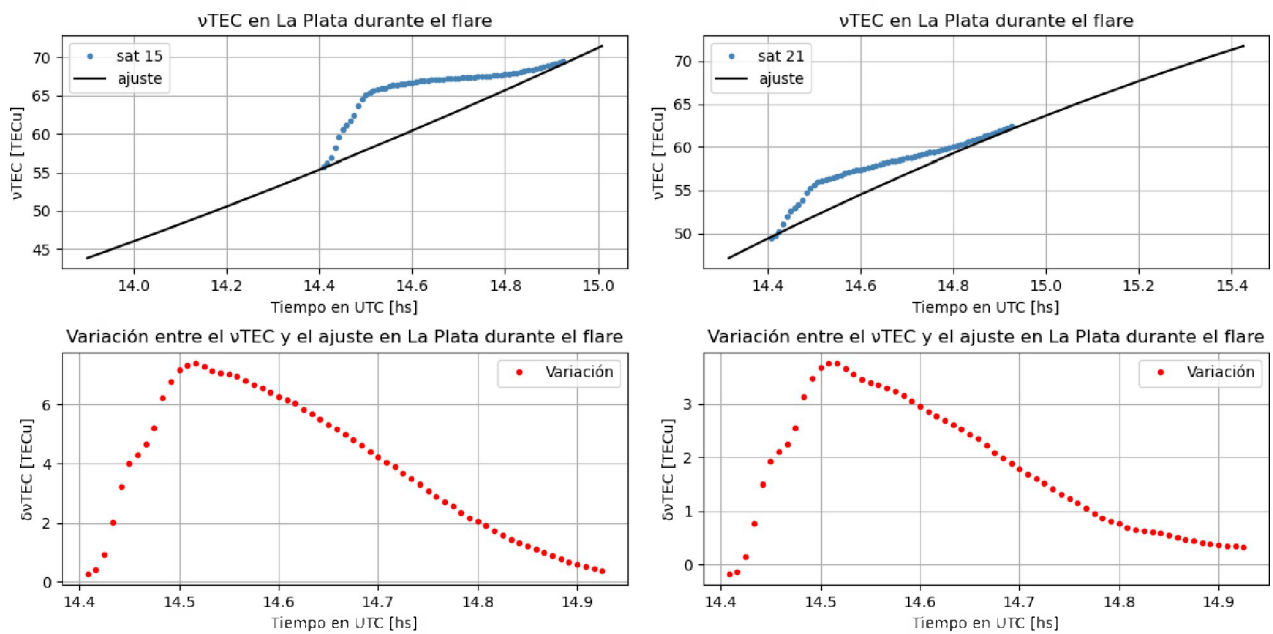 νTEC en La Plata durante el flare
νTEC [TECu]
70
65
60
55
50
45
sat 15
ajuste
14.0
14.2
14.4
14.6
14.8
15.0
Tiempo en UTC [hs]
νTEC en La Plata durante el flare
νTEC [TECu]
70
65
60
55
50
sat 21
ajuste
14.4
14.6
14.8
15.0
15.2
15.4
Tiempo en UTC [hs]
Variación entre el νTEC y el ajuste en La Plata durante el flare
δνTEC [TECu]
6
4
2
0
Variación
14.4
14.5
14.6
14.7
14.8
14.9
Tiempo en UTC [hs]
Variación entre el νTEC y el ajuste en La Plata durante el flare
δνTEC [TECu]
3
2
1
0
Variación
14.4
14.5
14.6
14.7
14.8
14.9
Tiempo en UTC [hs]